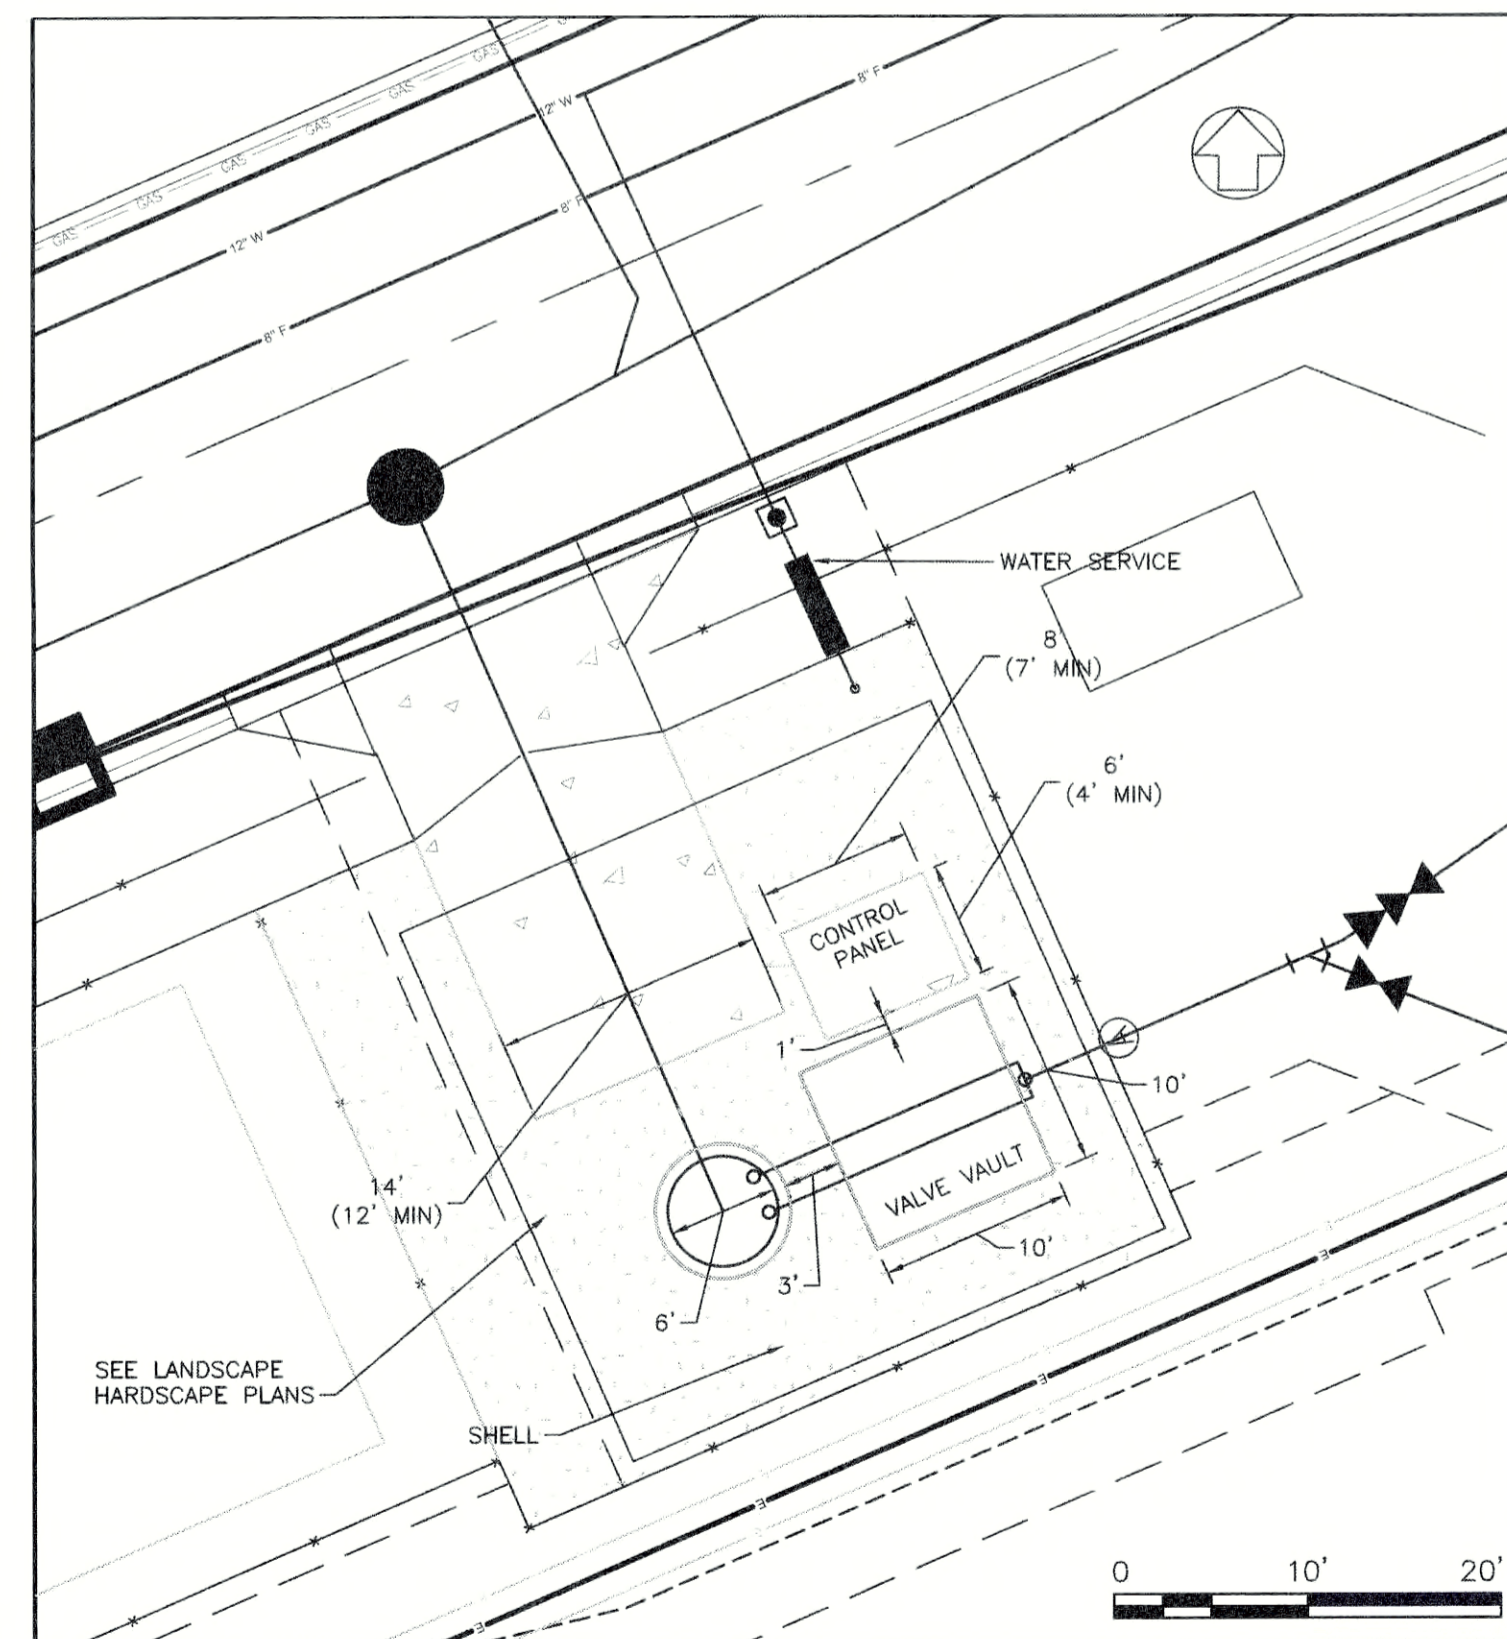 GAS
GAS
GAS
GAS
GAS
GAS
12" W
8" F
8" F
12" W
8" F
WATER SERVICE
8'
(7' MIN)
6'
(4' MIN)
CONTROL
PANEL
1'
10'
VALVE VAULT
14'
(12' MIN)
10'
3'
6'
SEE LANDSCAPE
HARDSCAPE PLANS
SHELL
E
E
E
E
0 10' 20'